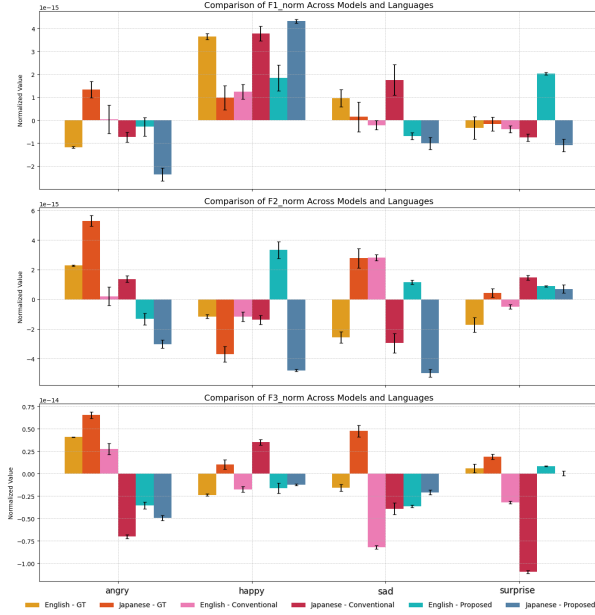 Comparison of F1_norm Across Models and Languages
1e−15
4
3
2
1
0
−1
−2
Normalized Value
Comparison of F2_norm Across Models and Languages
1e−15
6
4
2
0
−2
−4
Normalized Value
Comparison of F3_norm Across Models and Languages
1e−14
0.75
0.50
0.25
0.00
−0.25
−0.50
−0.75
−1.00
Normalized Value
angry happy sad surprise
English - GT Japanese - GT English - Conventional Japanese - Conventional English - Proposed Japanese - Proposed